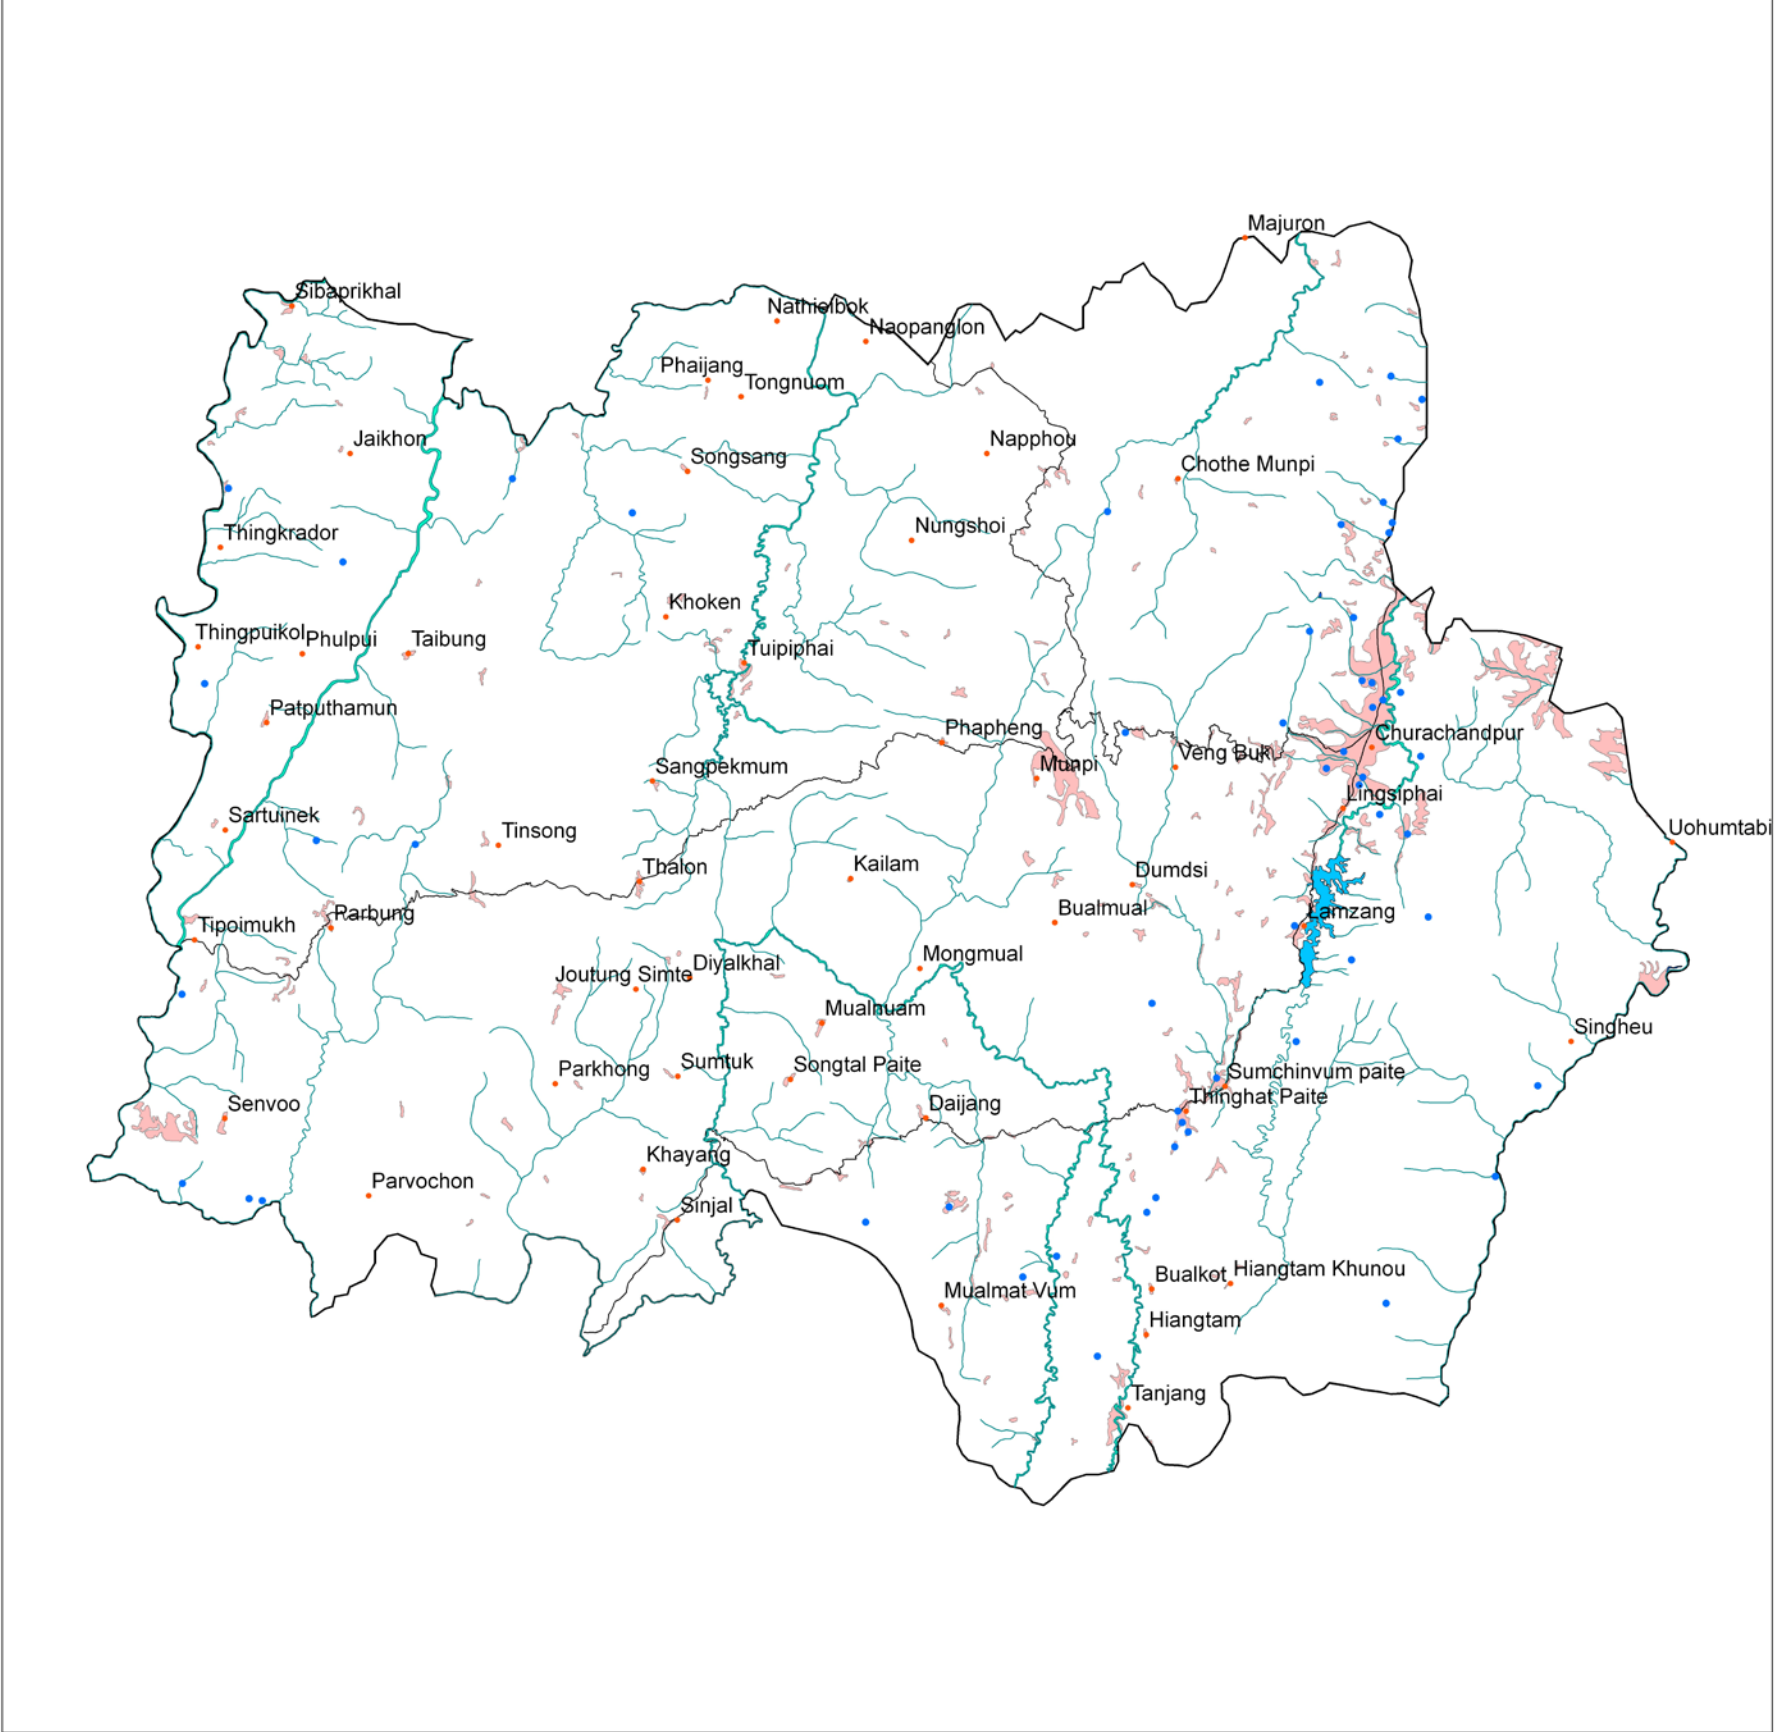 Majuron
Sibaprikhal
Nathielbok
Naopanglon
Phaijang
Tongnuom
Jaikhon
Napphou
Songsang
Chothe Munpi
Thingkrador
Nungshoi
Khoken
Thingpuikol
Phulpui
Taibung
Tuipiphai
Patputhamun
Phapheng
Churachandpur
Veng Buk
Sangpekmum
Munpi
Lingsiphai
Sartuinek
Tinsong
Uohumtabi
Thalon
Kailam
Dumdsi
Parbung
Bualmual
Lamzang
Tipoimukh
Mongmual
Diyalkhal
Joutung Simte
Mualnuam
Singheu
Parkhong
Sumtuk
Songtal Paite
Sumchinvum paite
Senvoo
Daijang
Thinghat Paite
Khayang
Parvochon
Sinjal
Bualkot
Hiangtam Khunou
Mualmat Vum
Hiangtam
Tanjang